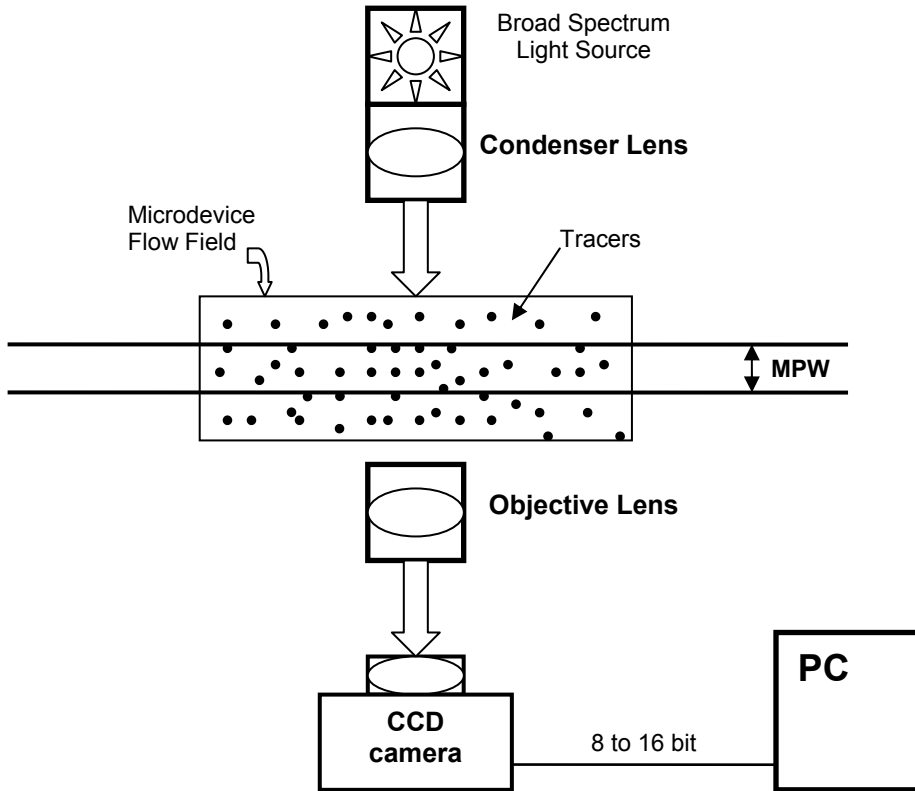 Broad Spectrum
Light Source
Condenser Lens
Microdevice
Flow Field
Tracers
MPW
Objective Lens
PC
CCD
camera
8 to 16 bit